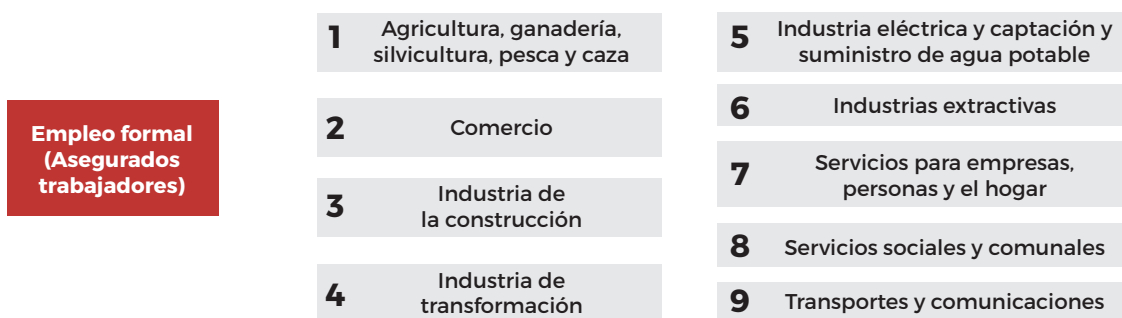 Empleo formal
(Asegurados
trabajadores)
1 Agricultura, ganadería,
silvicultura, pesca y caza
2 Comercio
3 Industria de
la construcción
4 Industria de
transformación
5 Industria eléctrica y captación y
suministro de agua potable
6 Industrias extractivas
7 Servicios para empresas,
personas y el hogar
8 Servicios sociales y comunales
9 Transportes y comunicaciones